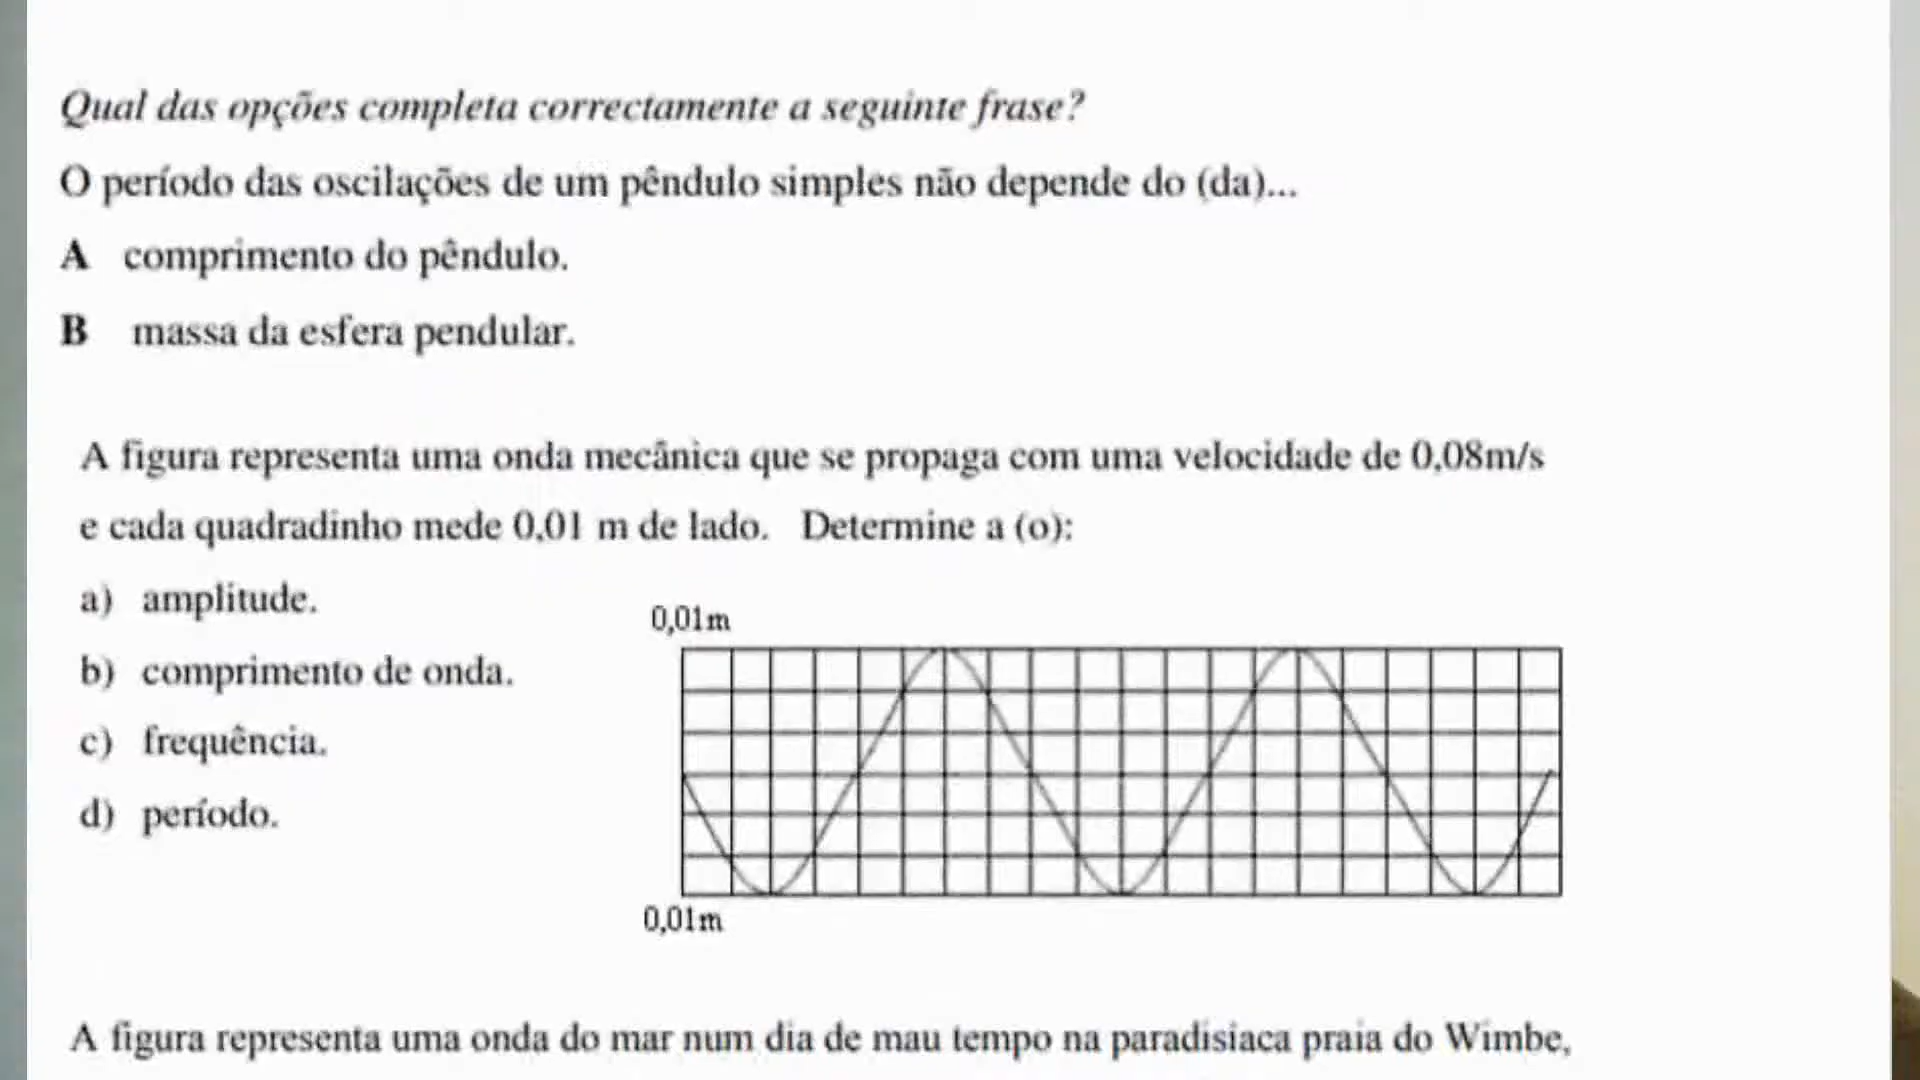 Qual das opções completa correctamente a seguinte frase?
O período das oscilações de um pêndulo simples não depende do (da)...
A comprimento do pêndulo.
B massa da esfera pendular.
A figura representa uma onda mecânica que se propaga com uma velocidade de 0,08m/s
e cada quadradinho mede 0,01 m de lado. Determine a (o):
a) amplitude.
b) comprimento de onda.
c) frequência.
d) período.
0,01m
0,01m
A figura representa uma onda do mar num dia de mau tempo na paradisiaca praia do Wimbe,